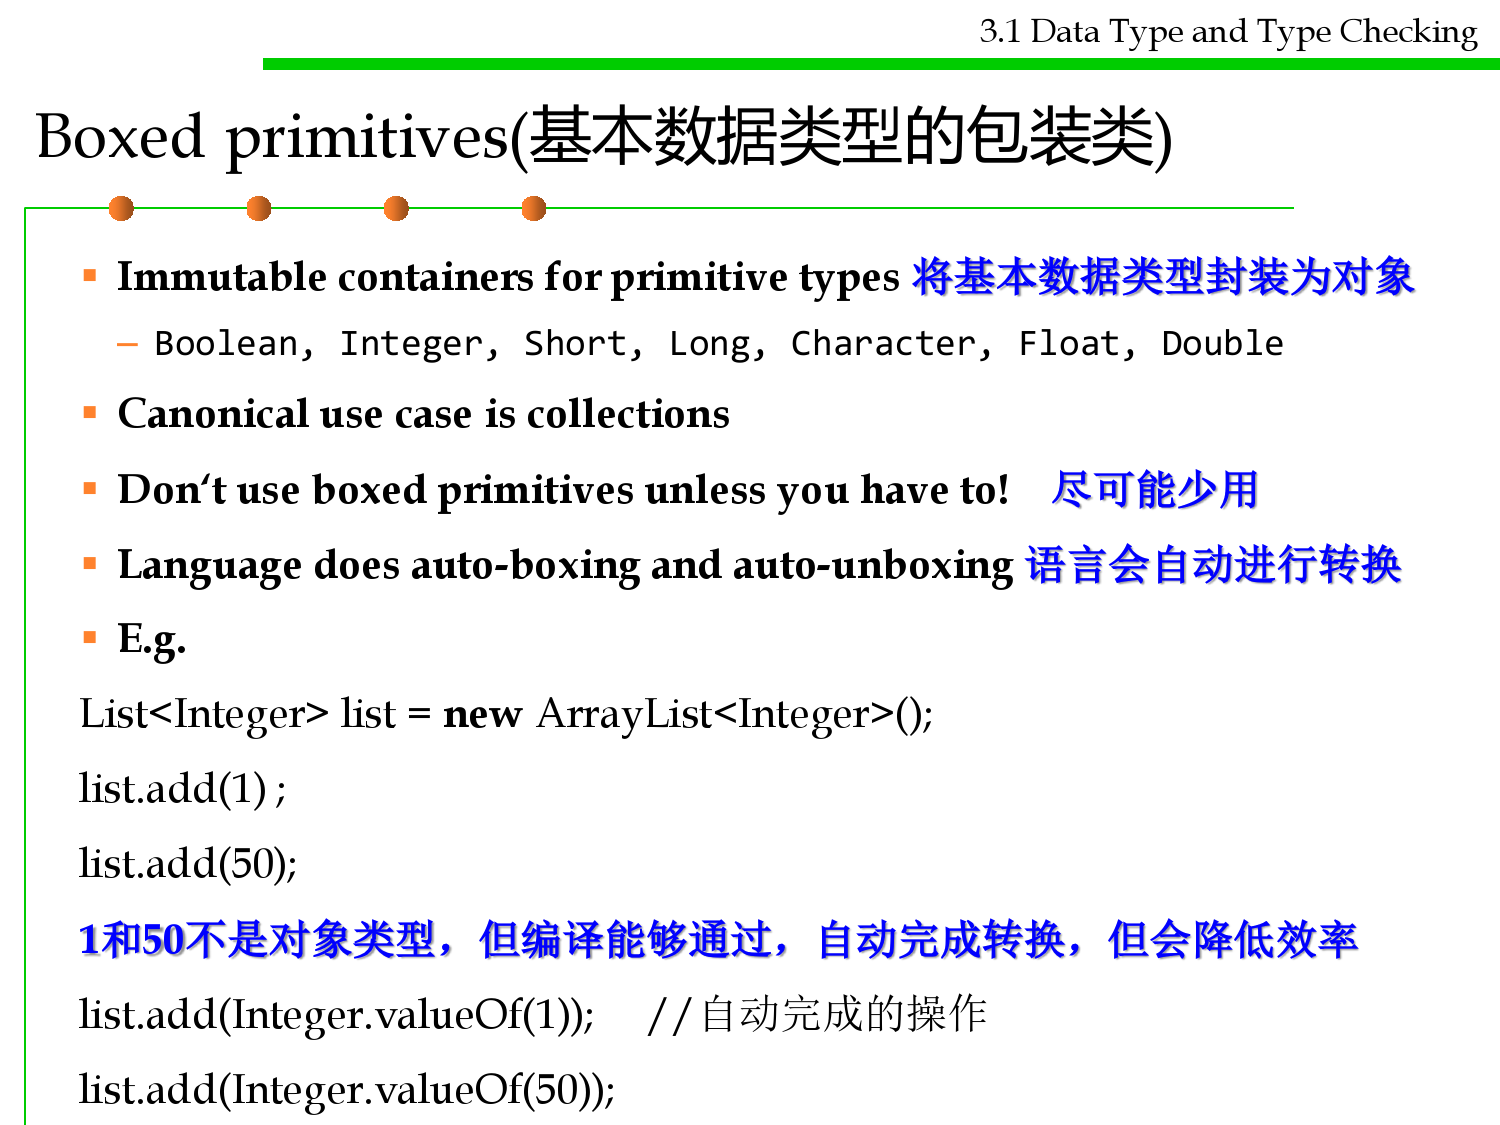 3.1 Data Type and Type Checking
Boxed primitives(基本数据类型的包装类)
Immutable containers for primitive types 将基本数据类型封装为对象
– Boolean, Integer, Short, Long, Character, Float, Double
Canonical use case is collections
Don‘t use boxed primitives unless you have to! 尽可能少用
Language does auto-boxing and auto-unboxing 语言会自动进行转换
E.g.
List<Integer> list = new ArrayList<Integer>();
list.add(1) ;
list.add(50);
1和50不是对象类型，但编译能够通过，自动完成转换，但会降低效率
list.add(Integer.valueOf(1)); //自动完成的操作
list.add(Integer.valueOf(50));